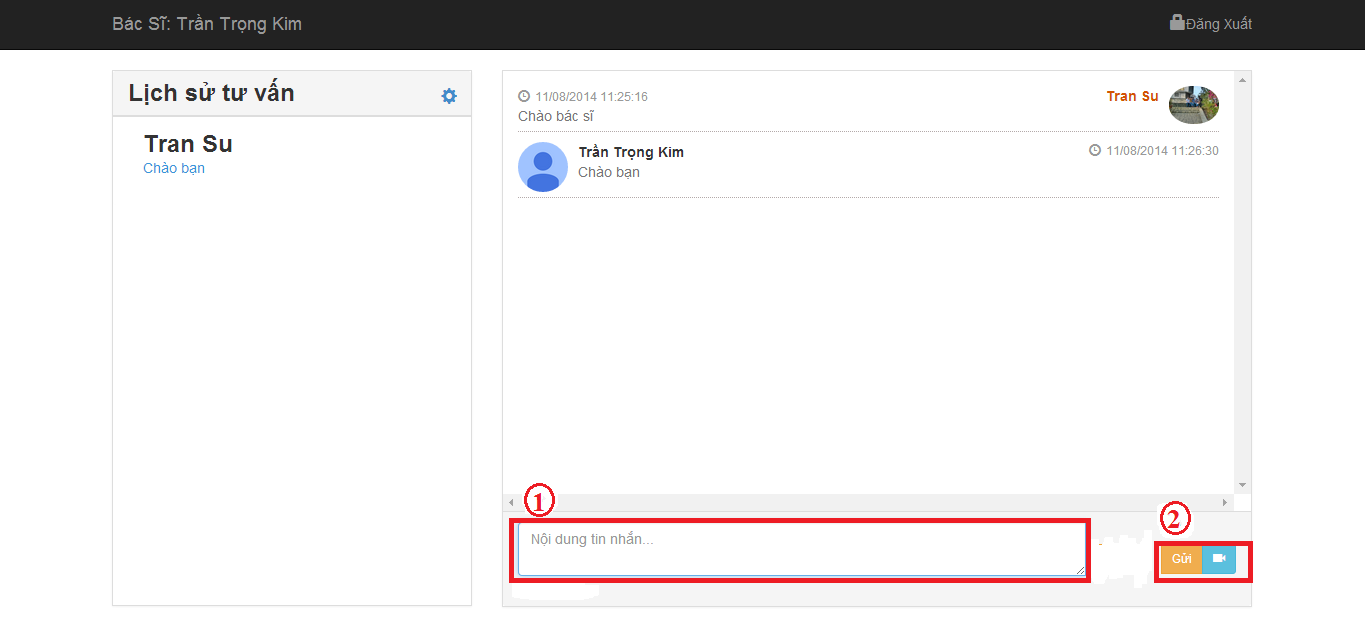 Bác Sĩ: Trần Trọng Kim
Đăng Xuất
Lịch sử tư vấn
Tran Su
Chào bạn
11/08/2014 11:25:16
Tran Su
Chào bác sĩ
Trần Trọng Kim
11/08/2014 11:26:30
Chào bạn
1
Nội dung tin nhắn...
2
Gửi